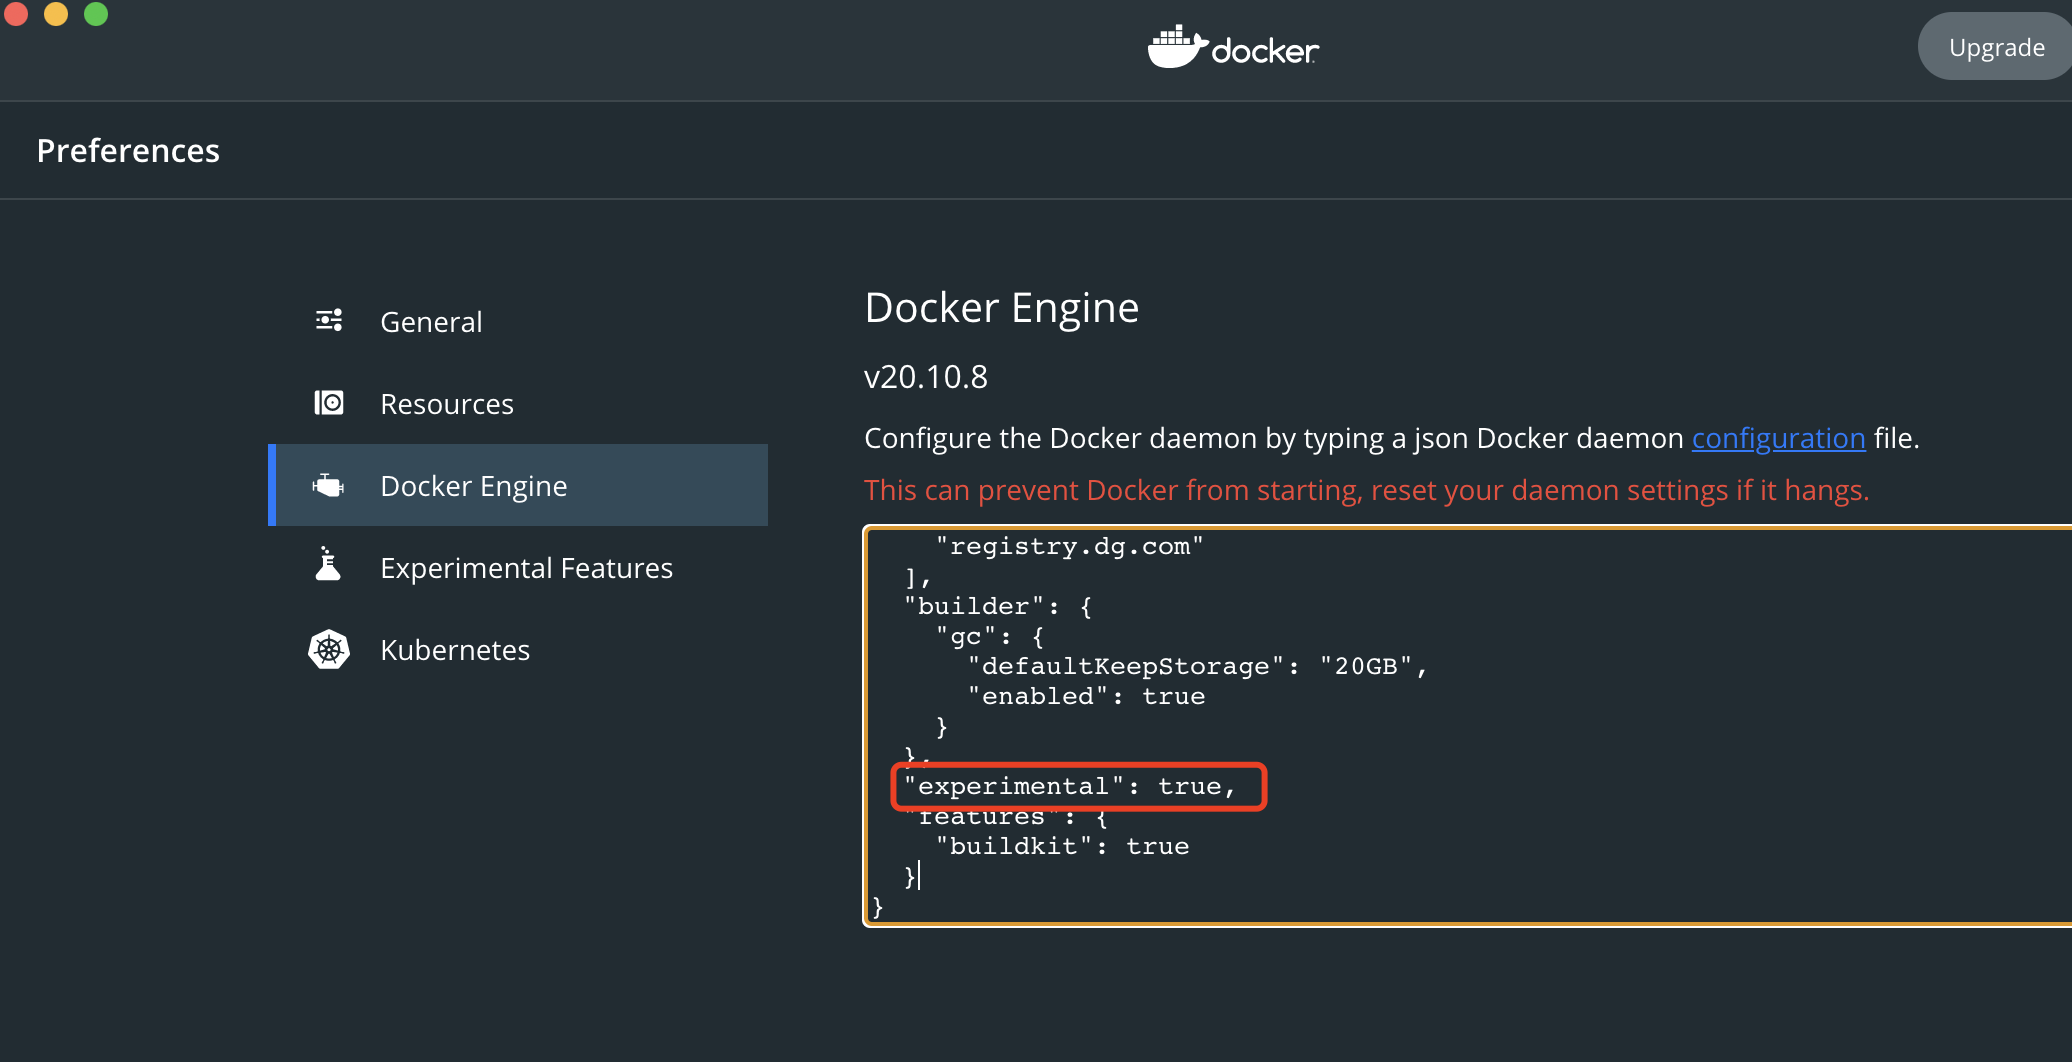 docker
Upgrade
Preferences
General
Resources
Docker Engine
Experimental Features
Kubernetes
Docker Engine
v20.10.8
Configure the Docker daemon by typing a json Docker daemon configuration file.
This can prevent Docker from starting, reset your daemon settings if it hangs.
"registry.dg.com"
],
"builder": {
"gc": {
"defaultKeepStorage": "20GB",
"enabled": true
}
},
"experimental": true,
"features": {
"buildkit": true
}
}